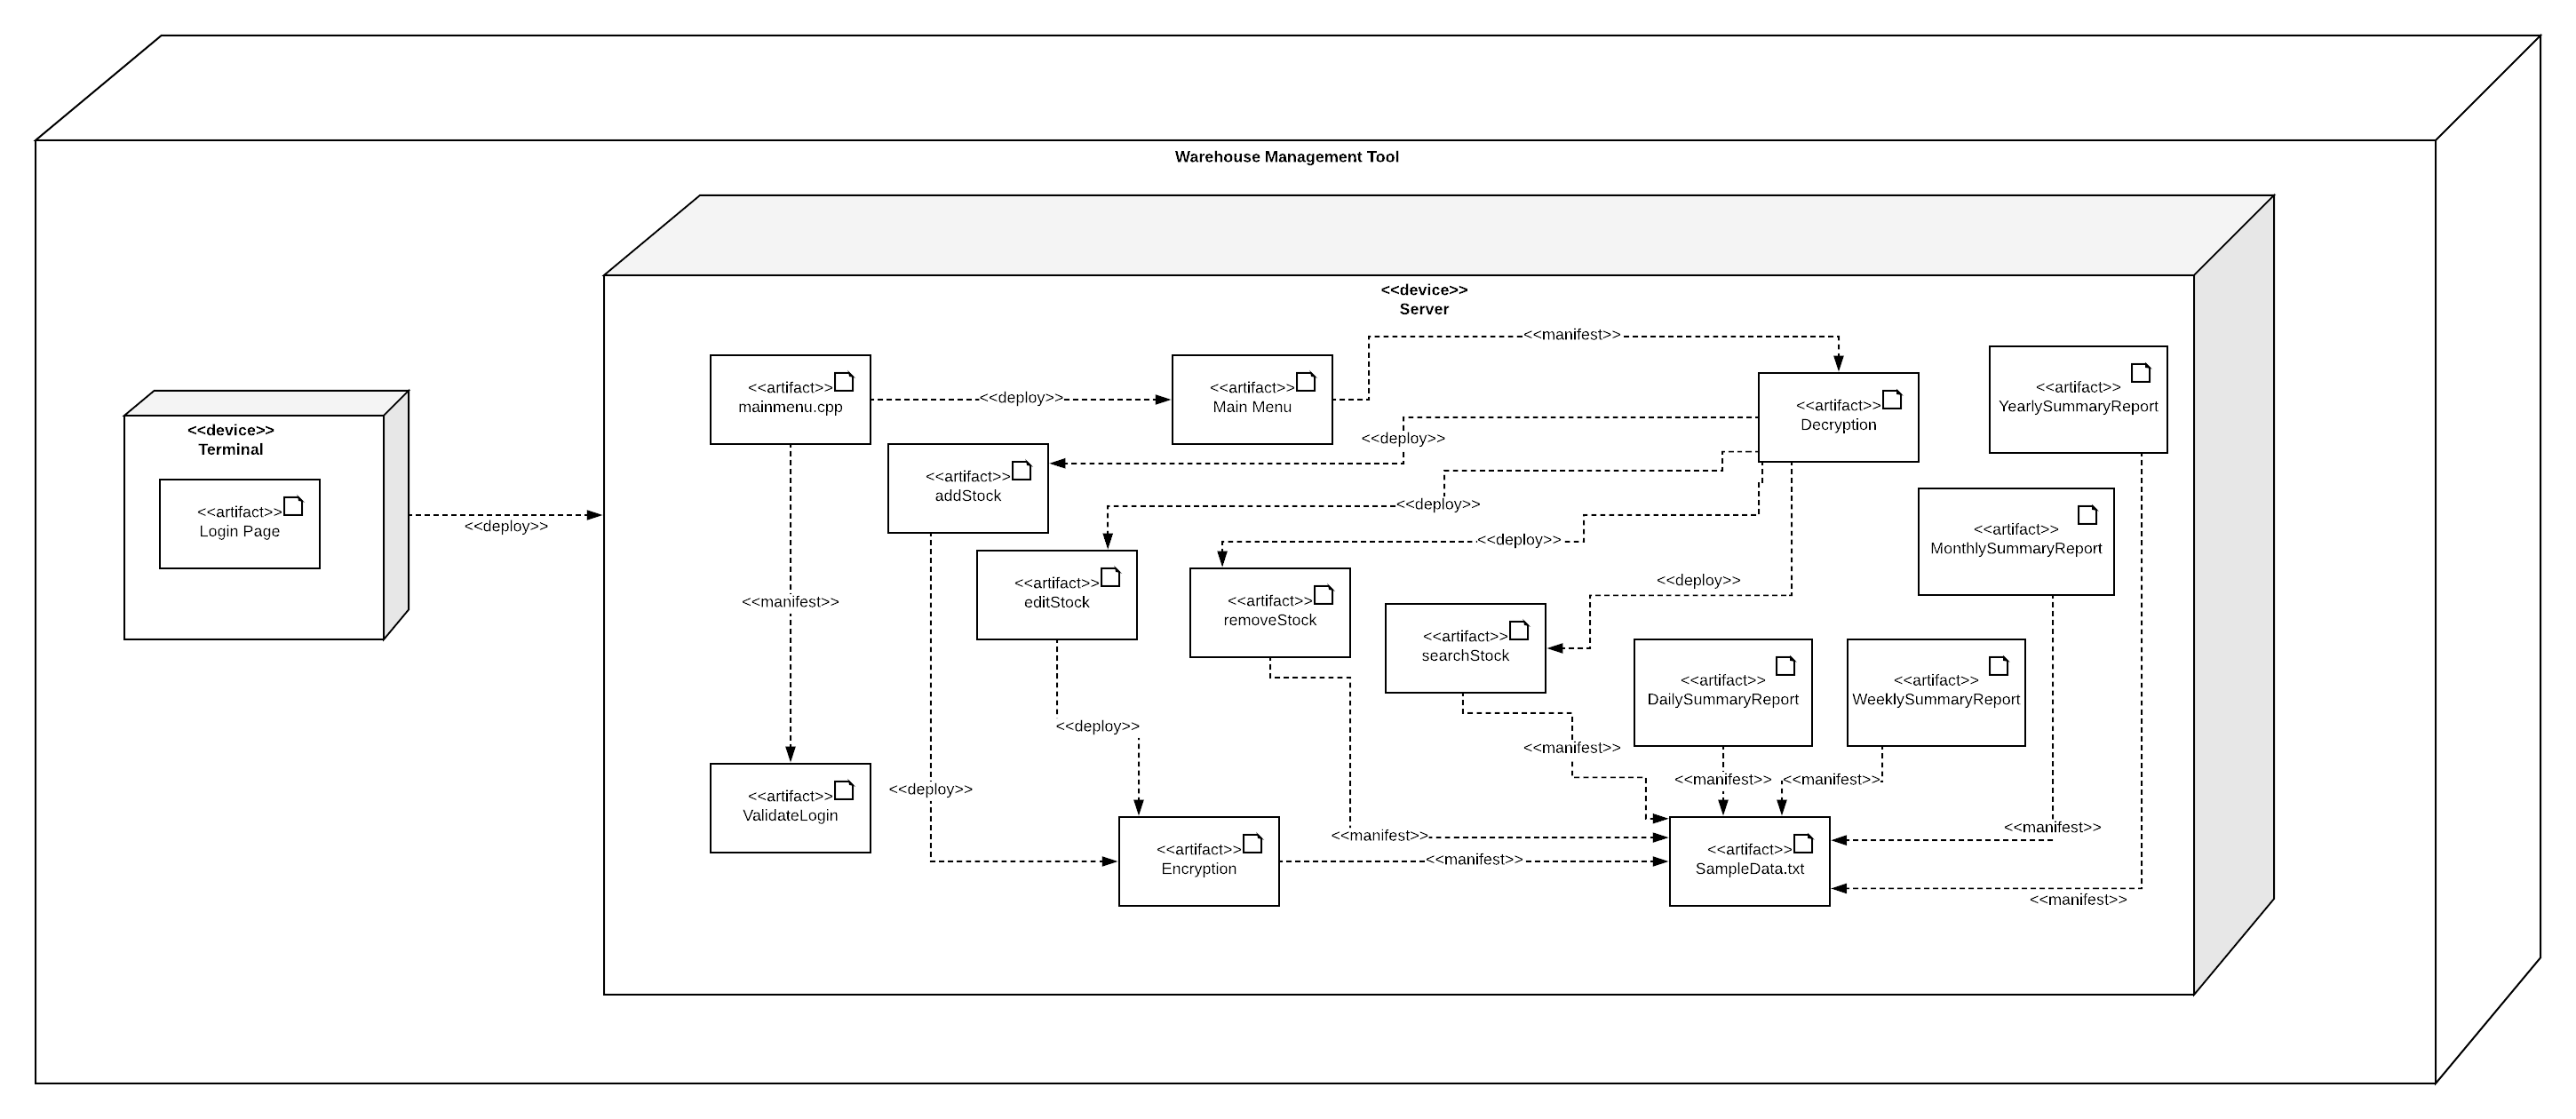 Warehouse Management Tool
<<device>>
Server
<<manifest>>
<<artifact>>
mainmenu.cpp
<<deploy>>
<<artifact>>
Main Menu
<<artifact>>
Decryption
<<artifact>>
YearlySummaryReport
<<device>>
Terminal
<<artifact>>
Login Page
<<deploy>>
<<deploy>>
<<artifact>>
addStock
<<deploy>>
<<deploy>>
<<artifact>>
MonthlySummaryReport
<<manifest>>
<<artifact>>
editStock
<<artifact>>
removeStock
<<deploy>>
<<artifact>>
searchStock
<<artifact>>
DailySummaryReport
<<artifact>>
WeeklySummaryReport
<<deploy>>
<<manifest>>
<<manifest>>
<<manifest>>
<<artifact>>
ValidateLogin
<<deploy>>
<<manifest>>
<<manifest>>
<<artifact>>
Encryption
<<manifest>>
<<artifact>>
SampleData.txt
<<manifest>>